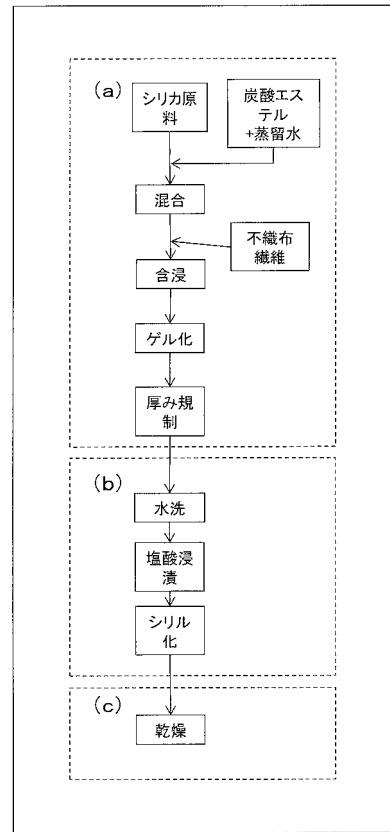 (a)
シリカ原
料
炭酸エス
テル
+蒸留水
混合
不織布
繊維
含浸
ゲル化
厚み規
制
(b)
水洗
塩酸浸
漬
シリル
化
(c)
乾燥